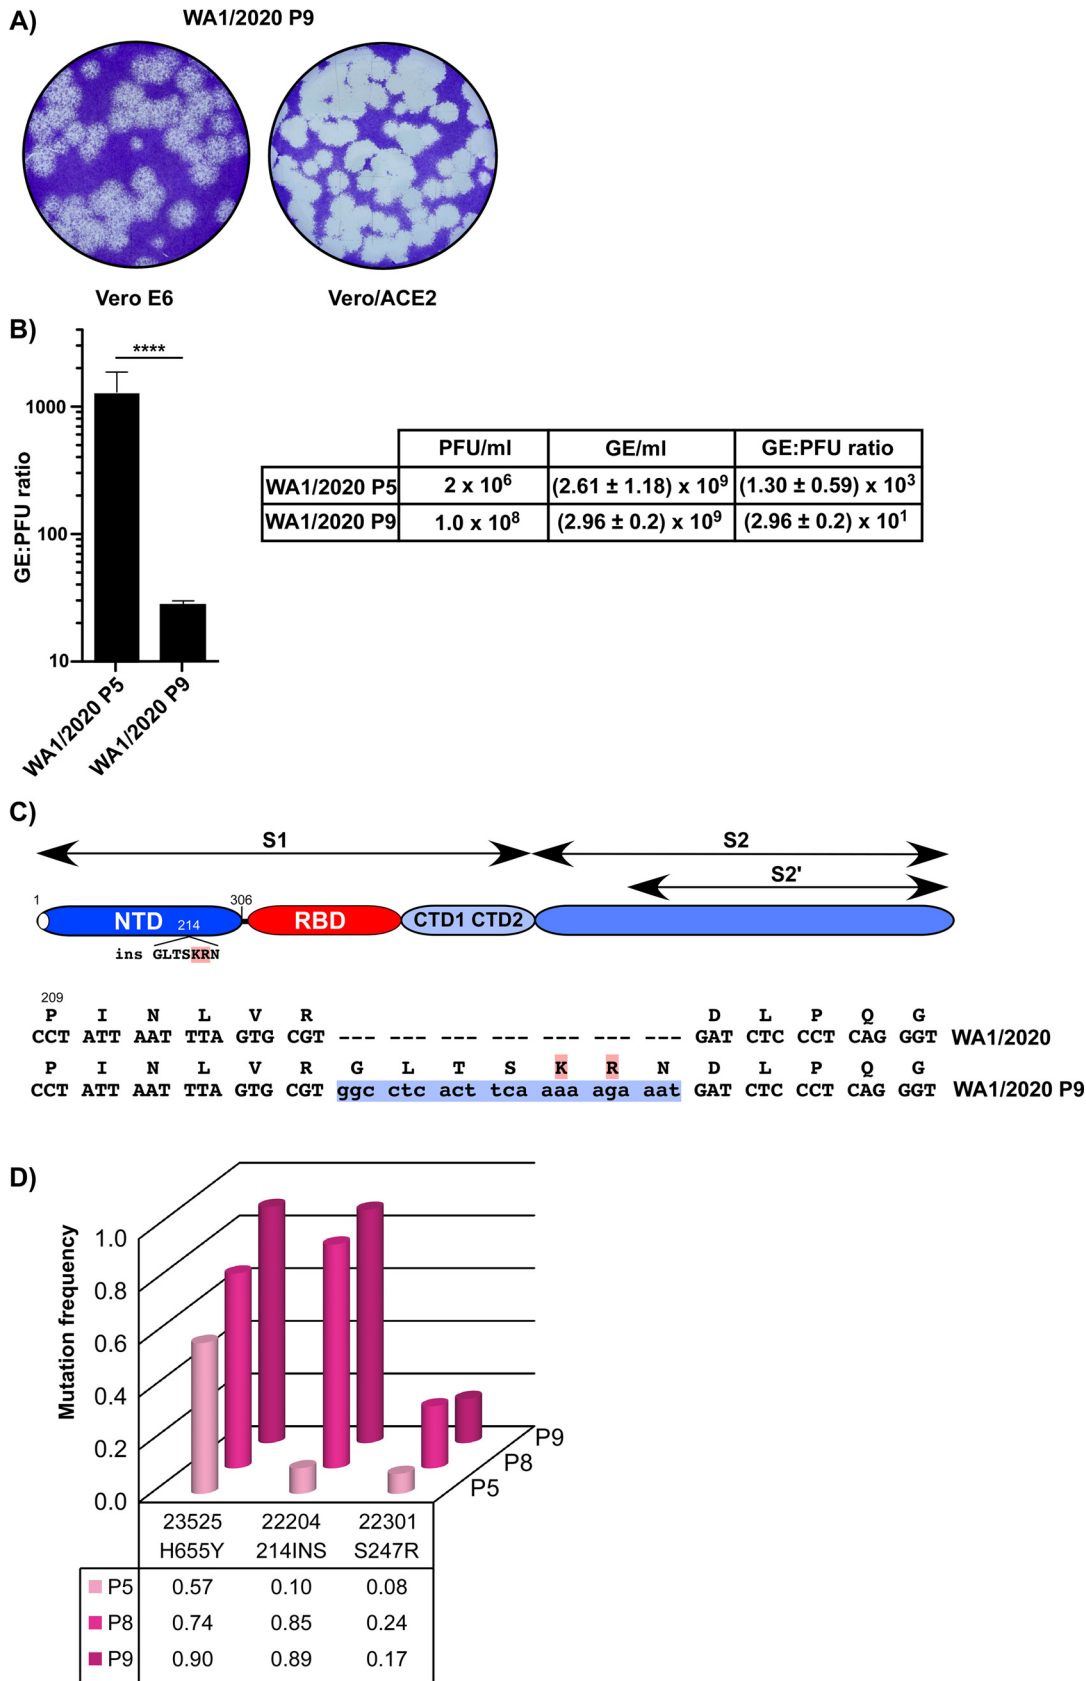 A)
WA1/2020 P9
Vero E6
Vero/ACE2
B)
****
1000
100
10
GE:PFU ratio
WA1/2020 P5
WA1/2020 P9
PFU/ml GE/ml GE:PFU ratio
WA1/2020 P5 2 x 10⁶ (2.61 ± 1.18) x 10⁹ (1.30 ± 0.59) x 10³
WA1/2020 P9 1.0 x 10⁸ (2.96 ± 0.2) x 10⁹ (2.96 ± 0.2) x 10¹
C)
S1 S2
S2'
1 306
NTD 214 RBD CTD1 CTD2
ins GLTSKRN
209
P I N L V R D L P Q G
CCT ATT AAT TTA GTG CGT --- --- --- --- --- --- --- GAT CTC CCT CAG GGT WA1/2020
P I N L V R G L T S K R N D L P Q G
CCT ATT AAT TTA GTG CGT ggc ctc act tca aaa aga aat GAT CTC CCT CAG GGT WA1/2020 P9
D)
Mutation frequency
1.0
0.8
0.6
0.4
0.2
0.0
P9
P8
P5
23525 22204 22301
H655Y 214INS S247R
P5 0.57 0.10 0.08
P8 0.74 0.85 0.24
P9 0.90 0.89 0.17